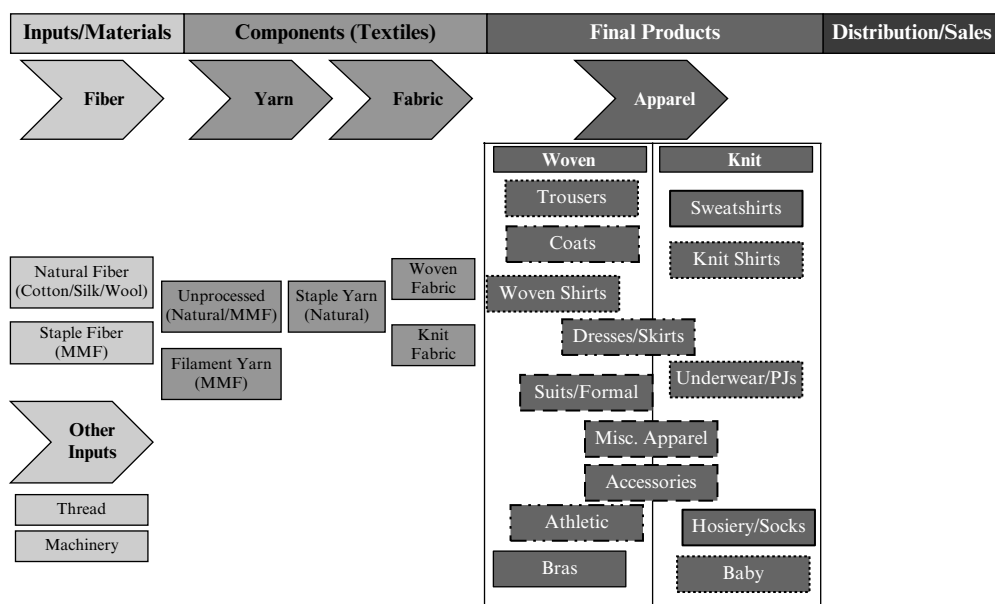 Inputs/Materials
Components (Textiles)
Final Products
Distribution/Sales
Fiber
Yarn
Fabric
Apparel
Woven
Knit
Trousers
Sweatshirts
Coats
Knit Shirts
Natural Fiber
(Cotton/Silk/Wool)
Unprocessed
(Natural/MMF)
Staple Yarn
(Natural)
Woven
Fabric
Woven Shirts
Staple Fiber
(MMF)
Filament Yarn
(MMF)
Knit
Fabric
Dresses/Skirts
Underwear/PJs
Suits/Formal
Other
Inputs
Misc. Apparel
Accessories
Thread
Machinery
Athletic
Hosiery/Socks
Bras
Baby